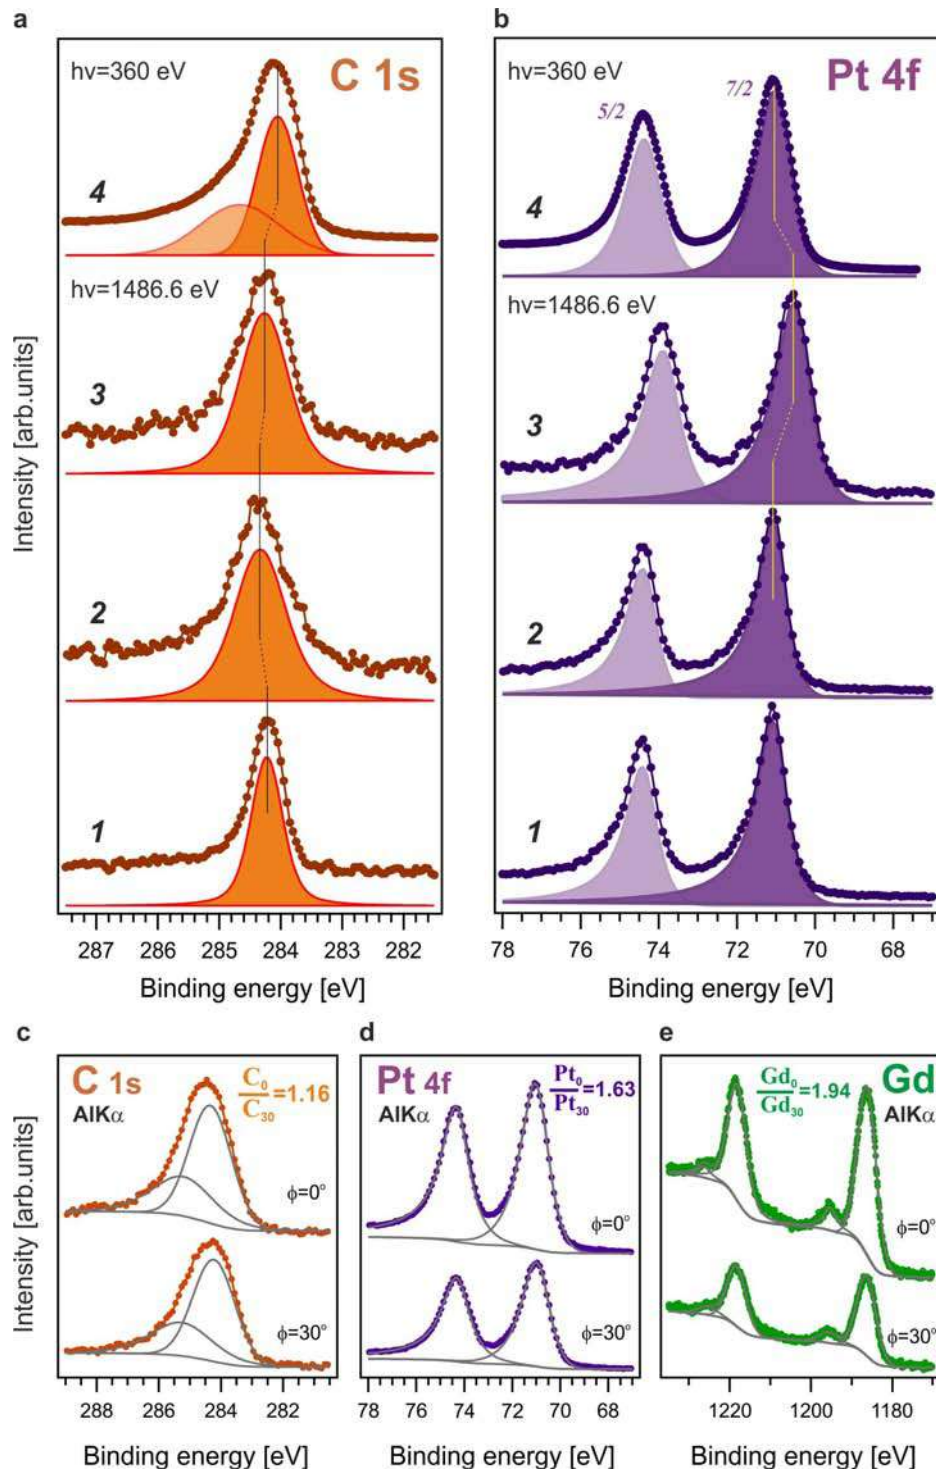 a
b
hν=360 eV
C 1s
4
hν=1486.6 eV
3
2
1
Intensity [arb.units]
287 286 285 284 283 282
Binding energy [eV]
hν=360 eV
Pt 4f
5/2
7/2
4
hν=1486.6 eV
3
2
1
78 76 74 72 70 68
Binding energy [eV]
c
d
e
C 1s
AlKα
C₀
C₃₀
=1.16
ϕ=0°
ϕ=30°
Intensity [arb.units]
288 286 284 282
Binding energy [eV]
Pt 4f
AlKα
Pt₀
Pt₃₀
=1.63
ϕ=0°
ϕ=30°
78 76 74 72 70 68
Binding energy [eV]
Gd
AlKα
Gd₀
Gd₃₀
=1.94
ϕ=0°
ϕ=30°
1220 1200 1180
Binding energy [eV]